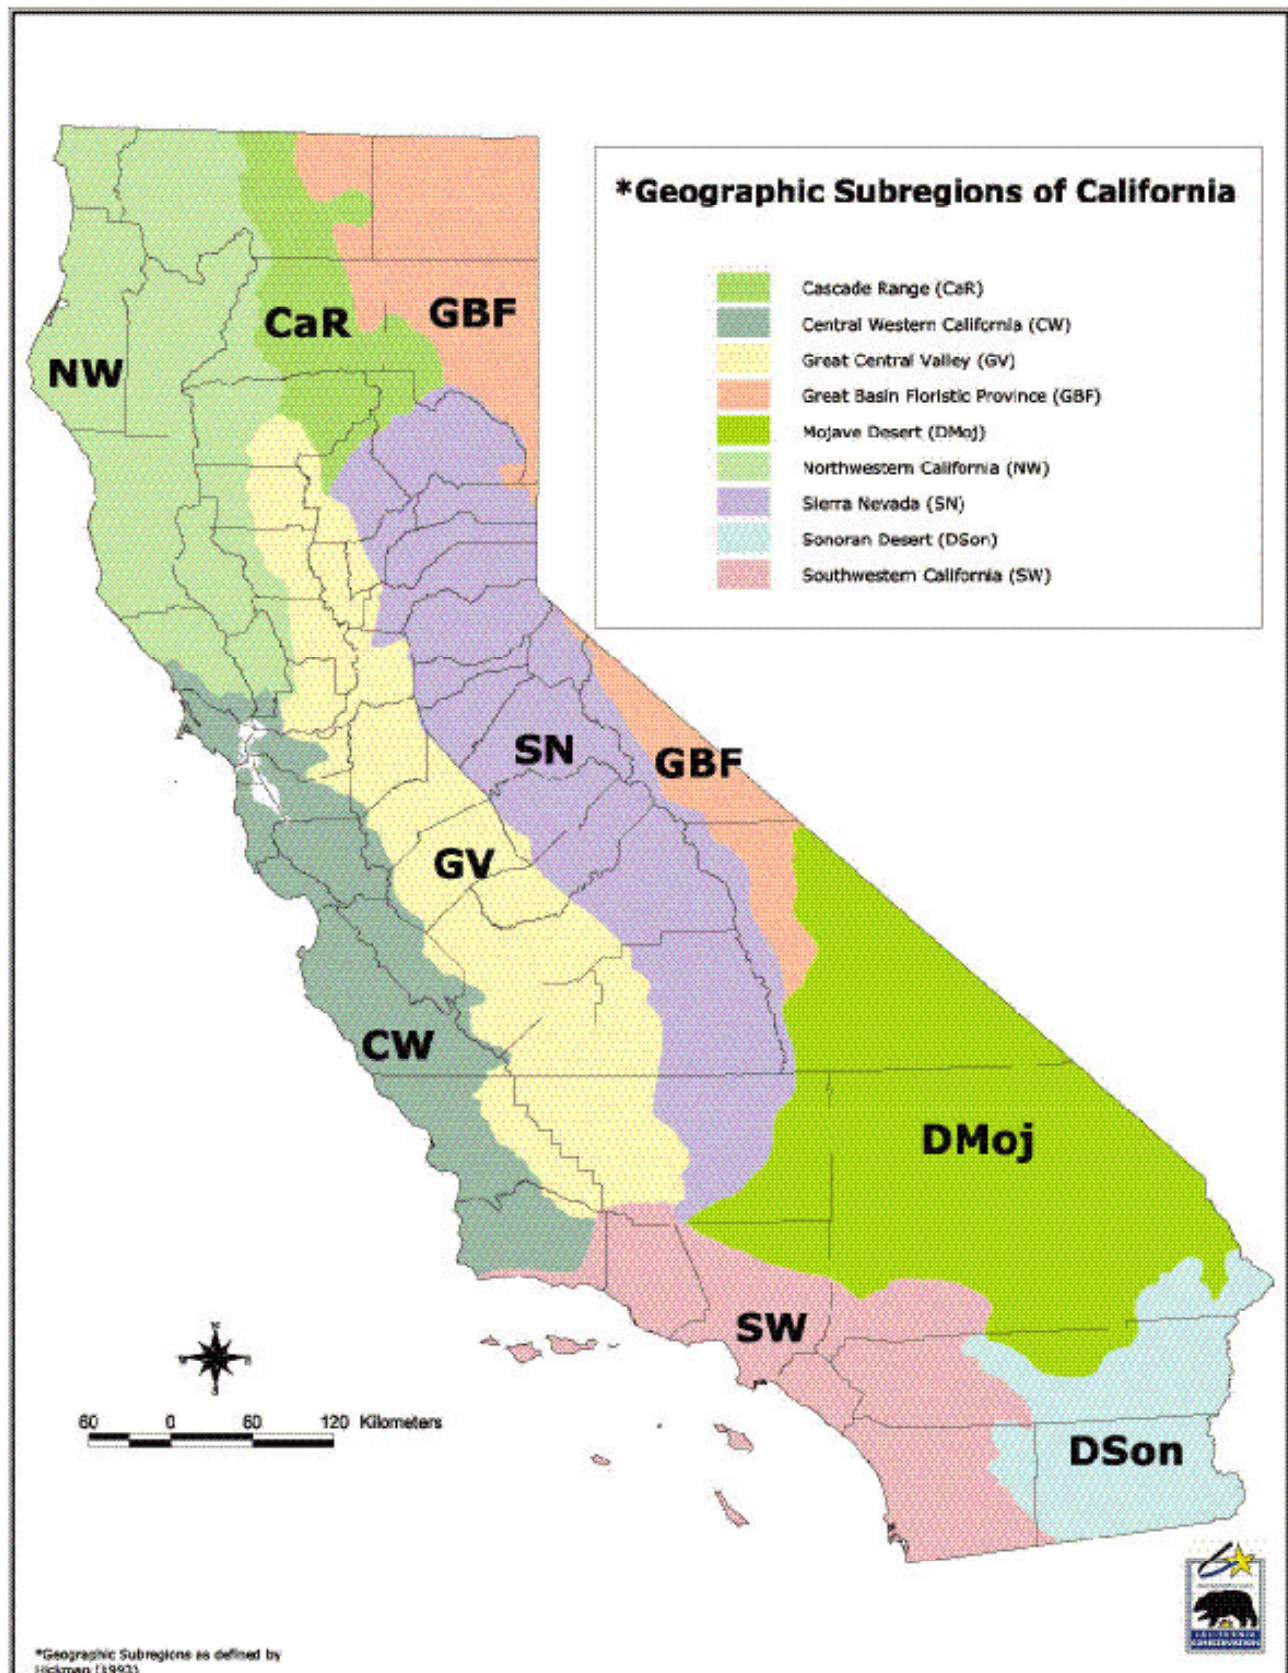 *Geographic Subregions of California
Cascade Range (CaR)
Central Western California (CW)
Great Central Valley (GV)
Great Basin Floristic Province (GBF)
Mojave Desert (DMoj)
Northwestern California (NW)
Sierra Nevada (SN)
Sonoran Desert (DSon)
Southwestern California (SW)
CaR
GBF
NW
SN
GBF
GV
CW
DMoj
SW
DSon
N
W
E
S
60 0 60 120 Kilometers
CALIFORNIA
CONSERVATION
*Geographic Subregions as defined by
Hickman